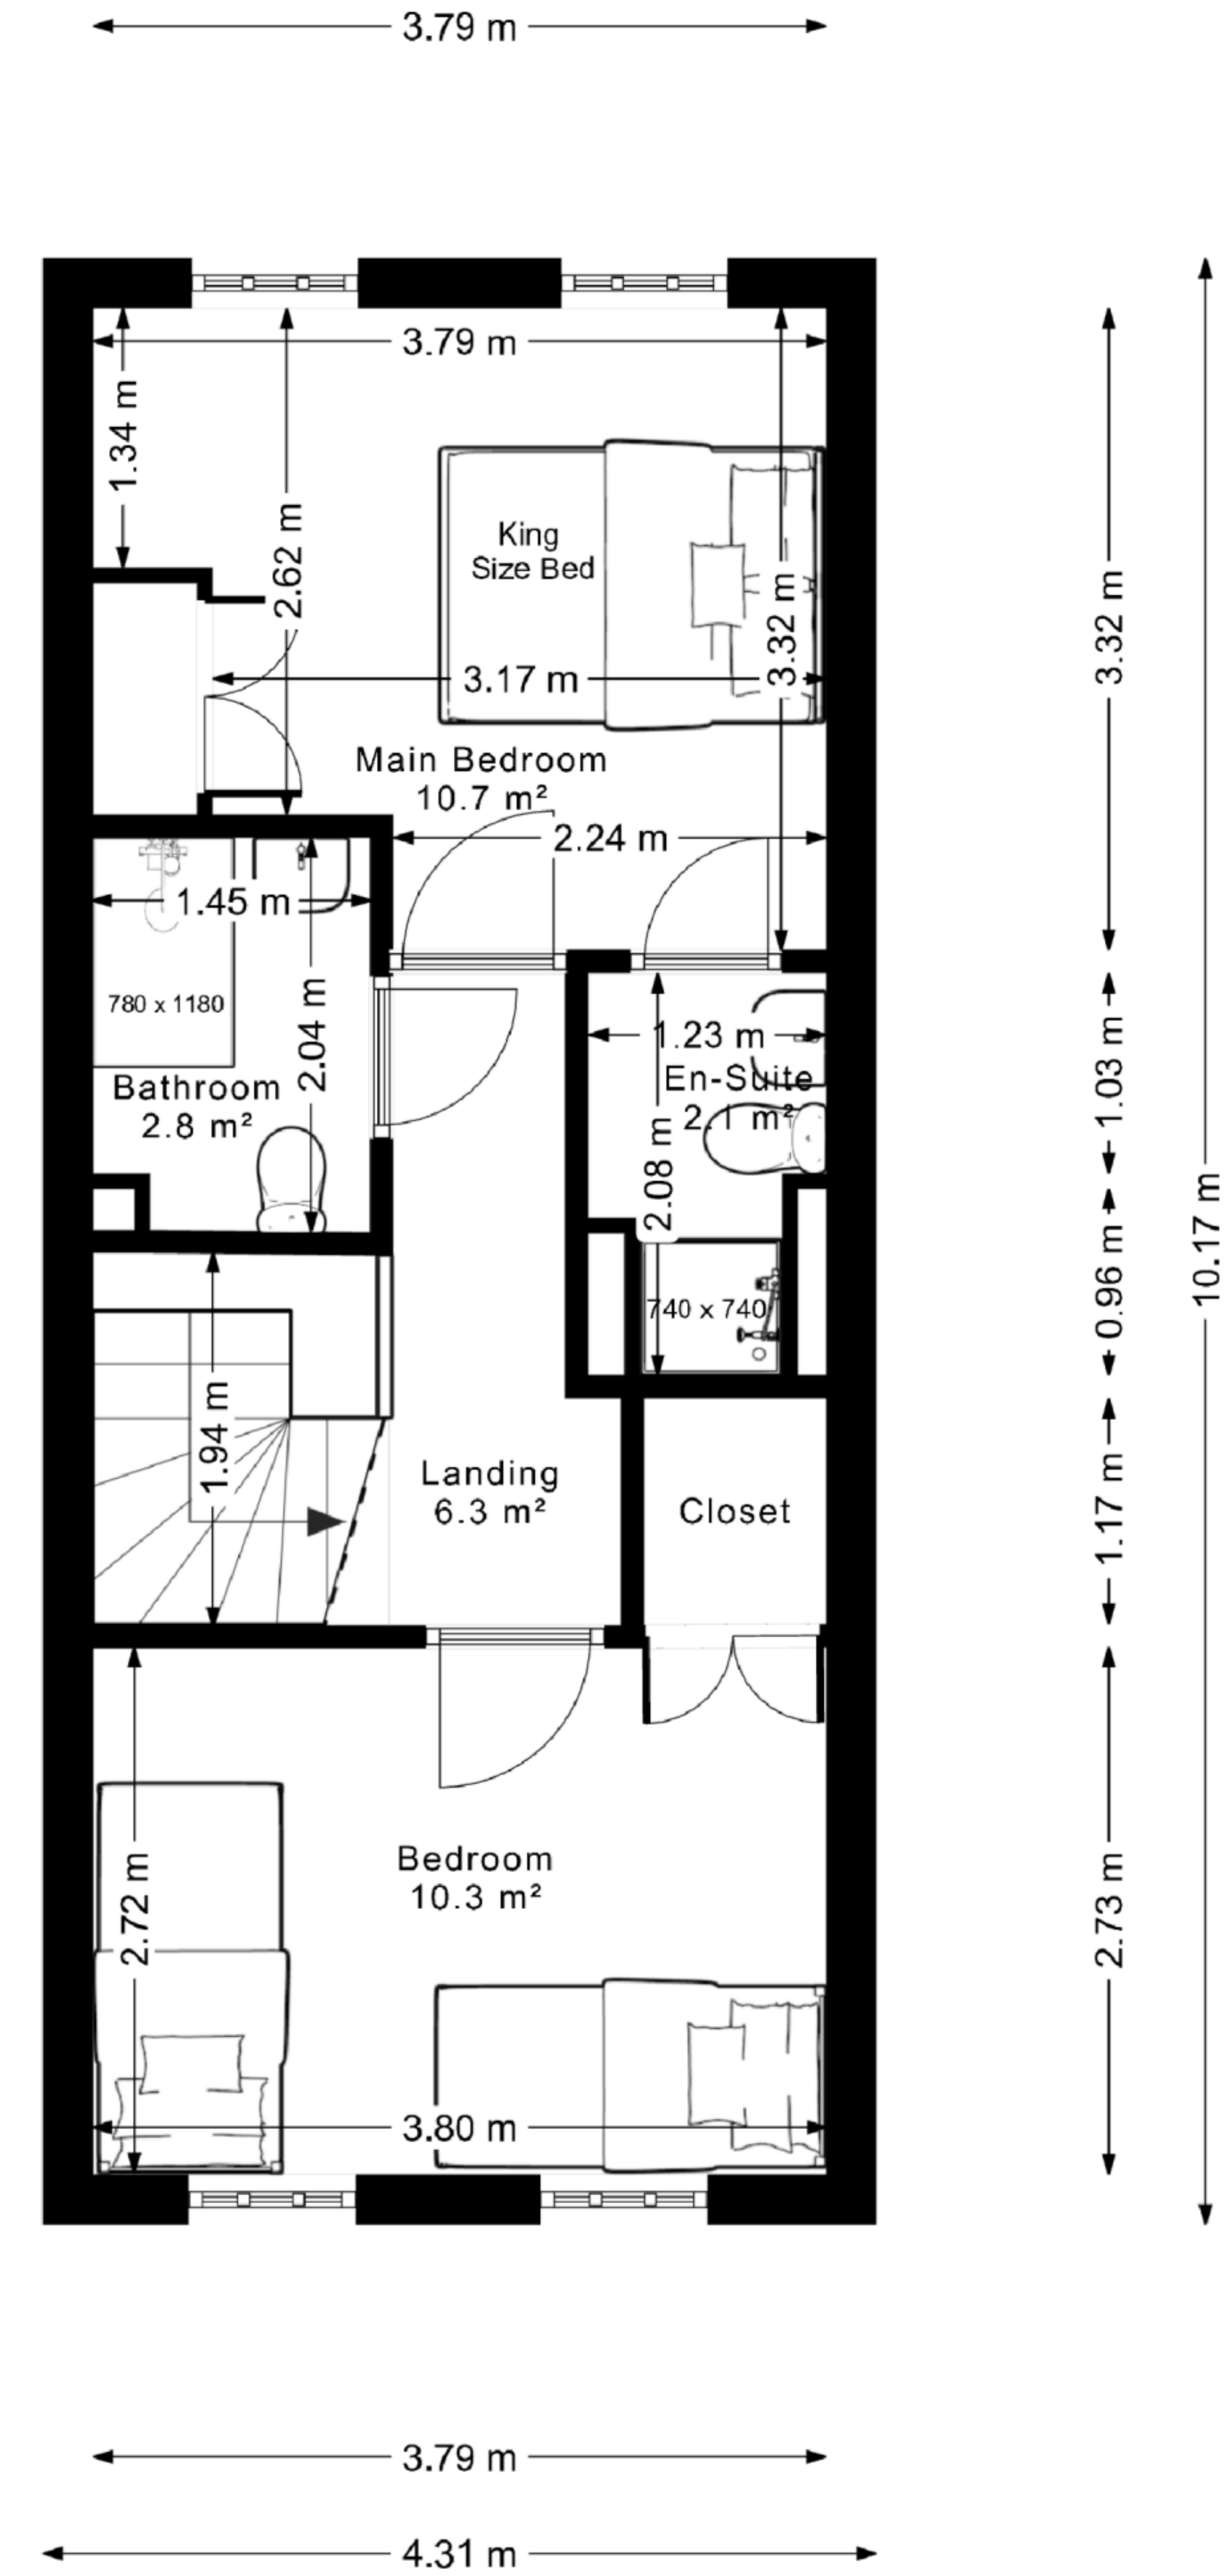 3.79 m
3.79 m
1.34 m
2.62 m
King
Size Bed
3.32 m
3.32 m
3.17 m
Main Bedroom
10.7 m²
2.24 m
1.45 m
780 x 1180
2.04 m
Bathroom
2.8 m²
1.23 m
En-Suite
2.1 m²
2.08 m
1.03 m
10.17 m
0.96 m
740 x 740
1.94 m
Landing
6.3 m²
Closet
1.17 m
Bedroom
10.3 m²
2.72 m
2.73 m
3.80 m
3.79 m
4.31 m